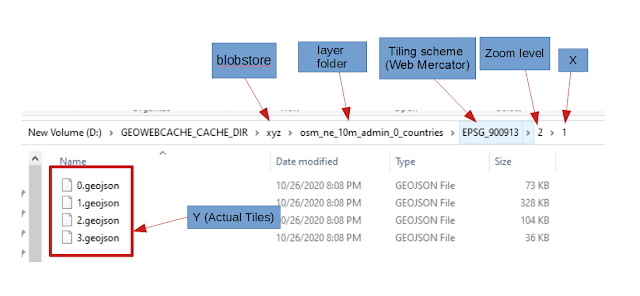 blobstore
layer
folder
Tiling scheme
(Web Mercator)
Zoom level
X
New Volume (D:) > GEOWEBCACHE_CACHE_DIR > xyz > osm_ne_10m_admin_0_countries > EPSG_900913 > 2 > 1
Name Date modified Type Size
0.geojson 10/26/2020 8:08 PM GEOJSON File 73 KB
1.geojson 10/26/2020 8:08 PM GEOJSON File 328 KB
2.geojson 10/26/2020 8:08 PM GEOJSON File 104 KB
3.geojson 10/26/2020 8:08 PM GEOJSON File 36 KB
Y (Actual Tiles)